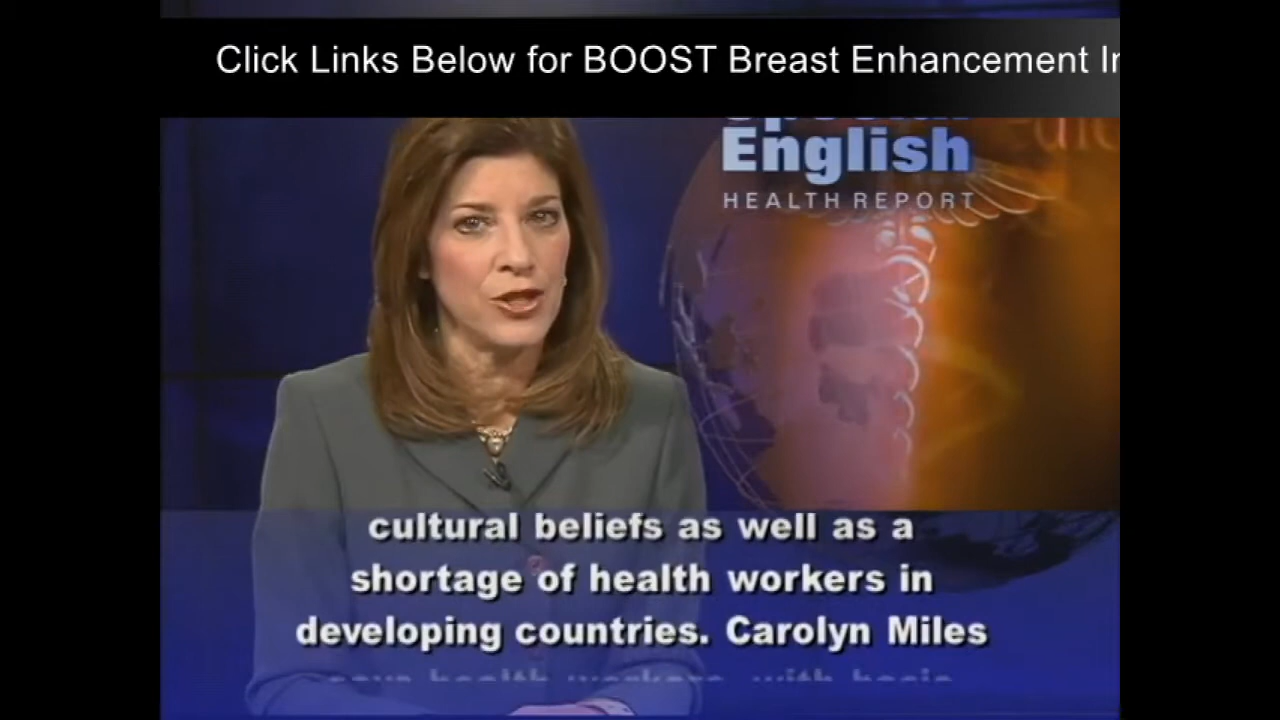 Click Links Below for BOOST Breast Enhancement
English
HEALTH REPORT
cultural beliefs as well as a
shortage of health workers in
developing countries. Carolyn Miles